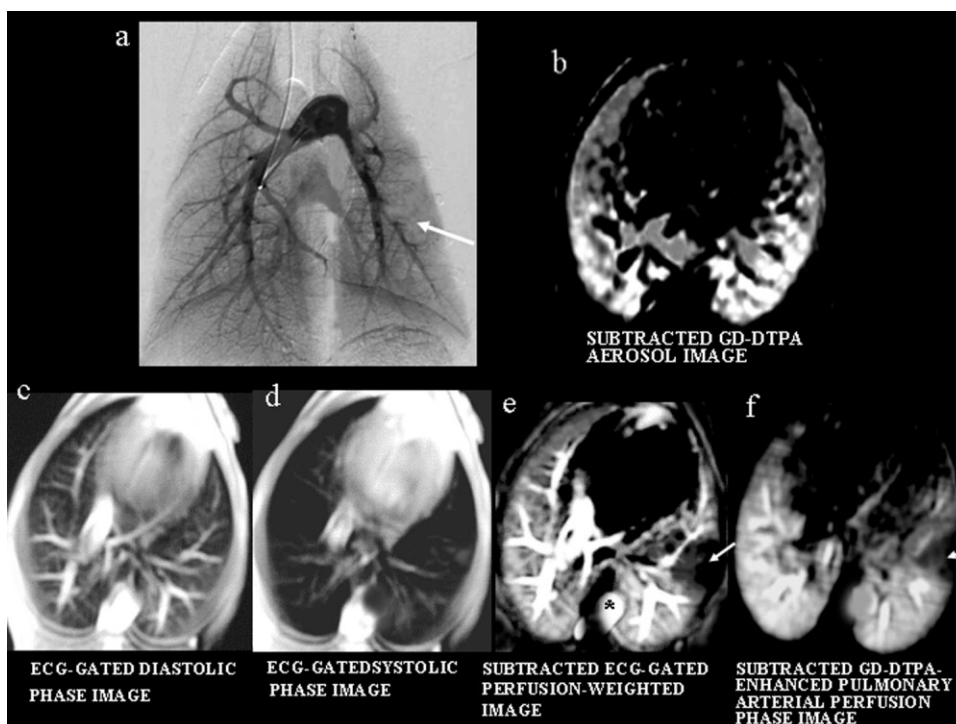 a
b
SUBTRACTED GD-DTPA
AEROSOL IMAGE
c
d
e
f
*
ECG-GATED DIASTOLIC
PHASE IMAGE
ECG-GATEDSYSTOLIC
PHASE IMAGE
SUBTRACTED ECG-GATED
PERFUSION-WEIGHTED
IMAGE
SUBTRACTED GD-DTPA-
ENHANCED PULMONARY
ARTERIAL PERFUSION
PHASE IMAGE